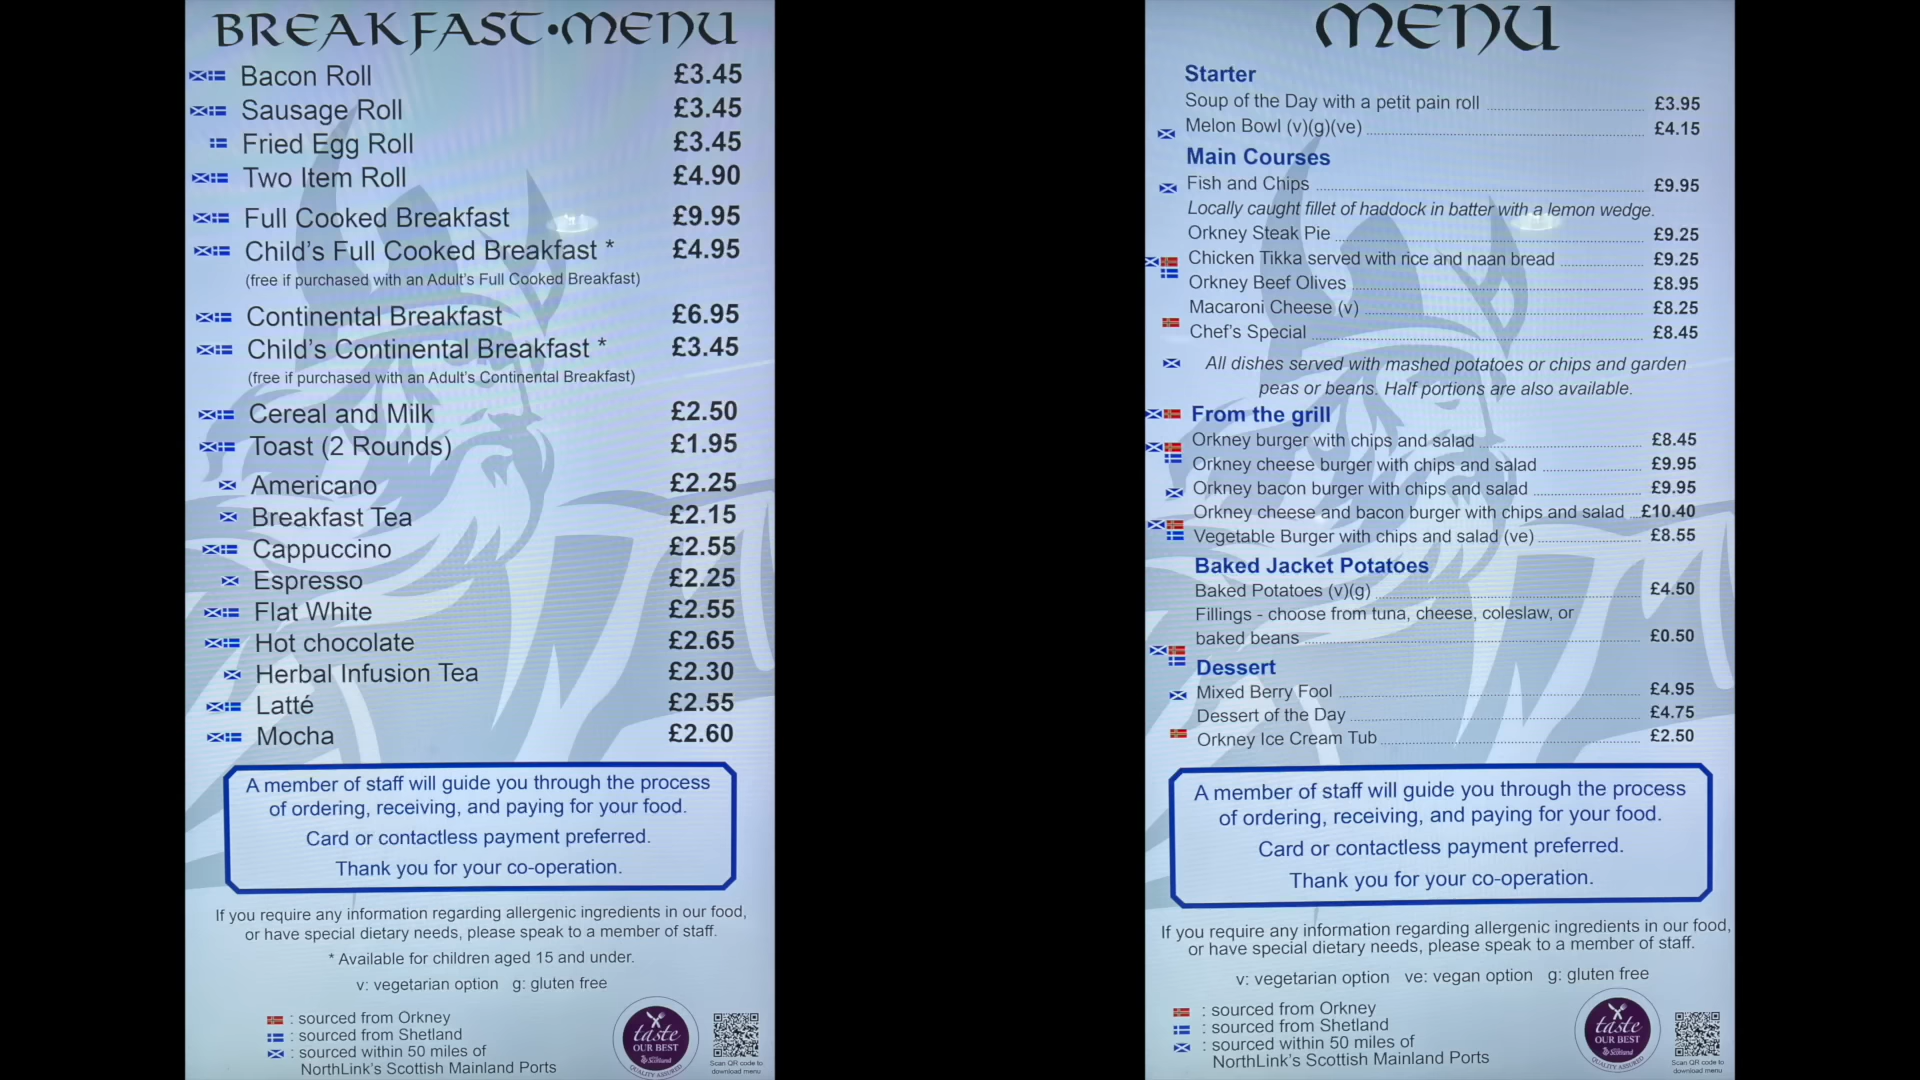 BREAKFAST•MENU
Bacon Roll £3.45
Sausage Roll £3.45
Fried Egg Roll £3.45
Two Item Roll £4.90
Full Cooked Breakfast £9.95
Child's Full Cooked Breakfast * £4.95
(free if purchased with an Adult's Full Cooked Breakfast)
Continental Breakfast £6.95
Child's Continental Breakfast * £3.45
(free if purchased with an Adult's Continental Breakfast)
Cereal and Milk £2.50
Toast (2 Rounds) £1.95
Americano £2.25
Breakfast Tea £2.15
Cappuccino £2.55
Espresso £2.25
Flat White £2.55
Hot chocolate £2.65
Herbal Infusion Tea £2.30
Latté £2.55
Mocha £2.60
A member of staff will guide you through the process
of ordering, receiving, and paying for your food.
Card or contactless payment preferred.
Thank you for your co-operation.
If you require any information regarding allergenic ingredients in our food,
or have special dietary needs, please speak to a member of staff.
* Available for children aged 15 and under.
v: vegetarian option g: gluten free
: sourced from Orkney
: sourced from Shetland
: sourced within 50 miles of
NorthLink's Scottish Mainland Ports
taste
OUR BEST
Scotland
QUALITY ASSURED
Scan QR code to
download menu
MENU
Starter
Soup of the Day with a petit pain roll £3.95
Melon Bowl (v)(g)(ve) £4.15
Main Courses
Fish and Chips £9.95
Locally caught fillet of haddock in batter with a lemon wedge.
Orkney Steak Pie £9.25
Chicken Tikka served with rice and naan bread £9.25
Orkney Beef Olives £8.95
Macaroni Cheese (v) £8.25
Chef's Special £8.45
All dishes served with mashed potatoes or chips and garden
peas or beans. Half portions are also available.
From the grill
Orkney burger with chips and salad £8.45
Orkney cheese burger with chips and salad £9.95
Orkney bacon burger with chips and salad £9.95
Orkney cheese and bacon burger with chips and salad £10.40
Vegetable Burger with chips and salad (ve) £8.55
Baked Jacket Potatoes
Baked Potatoes (v)(g) £4.50
Fillings - choose from tuna, cheese, coleslaw, or
baked beans £0.50
Dessert
Mixed Berry Fool £4.95
Dessert of the Day £4.75
Orkney Ice Cream Tub £2.50
A member of staff will guide you through the process
of ordering, receiving, and paying for your food.
Card or contactless payment preferred.
Thank you for your co-operation.
If you require any information regarding allergenic ingredients in our food,
or have special dietary needs, please speak to a member of staff.
v: vegetarian option ve: vegan option g: gluten free
: sourced from Orkney
: sourced from Shetland
: sourced within 50 miles of
NorthLink's Scottish Mainland Ports
taste
OUR BEST
Scotland
QUALITY ASSURED
Scan QR code to
download menu